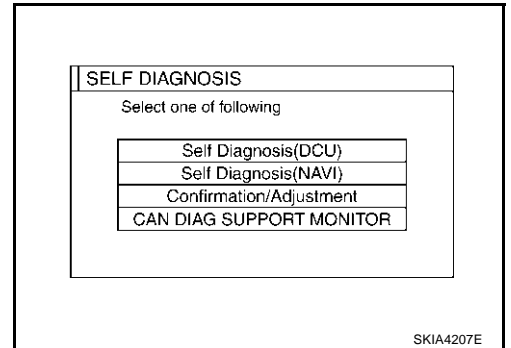 SELF DIAGNOSIS
Select one of following
Self Diagnosis(DCU)
Self Diagnosis(NAVI)
Confirmation/Adjustment
CAN DIAG SUPPORT MONITOR
SKIA4207E